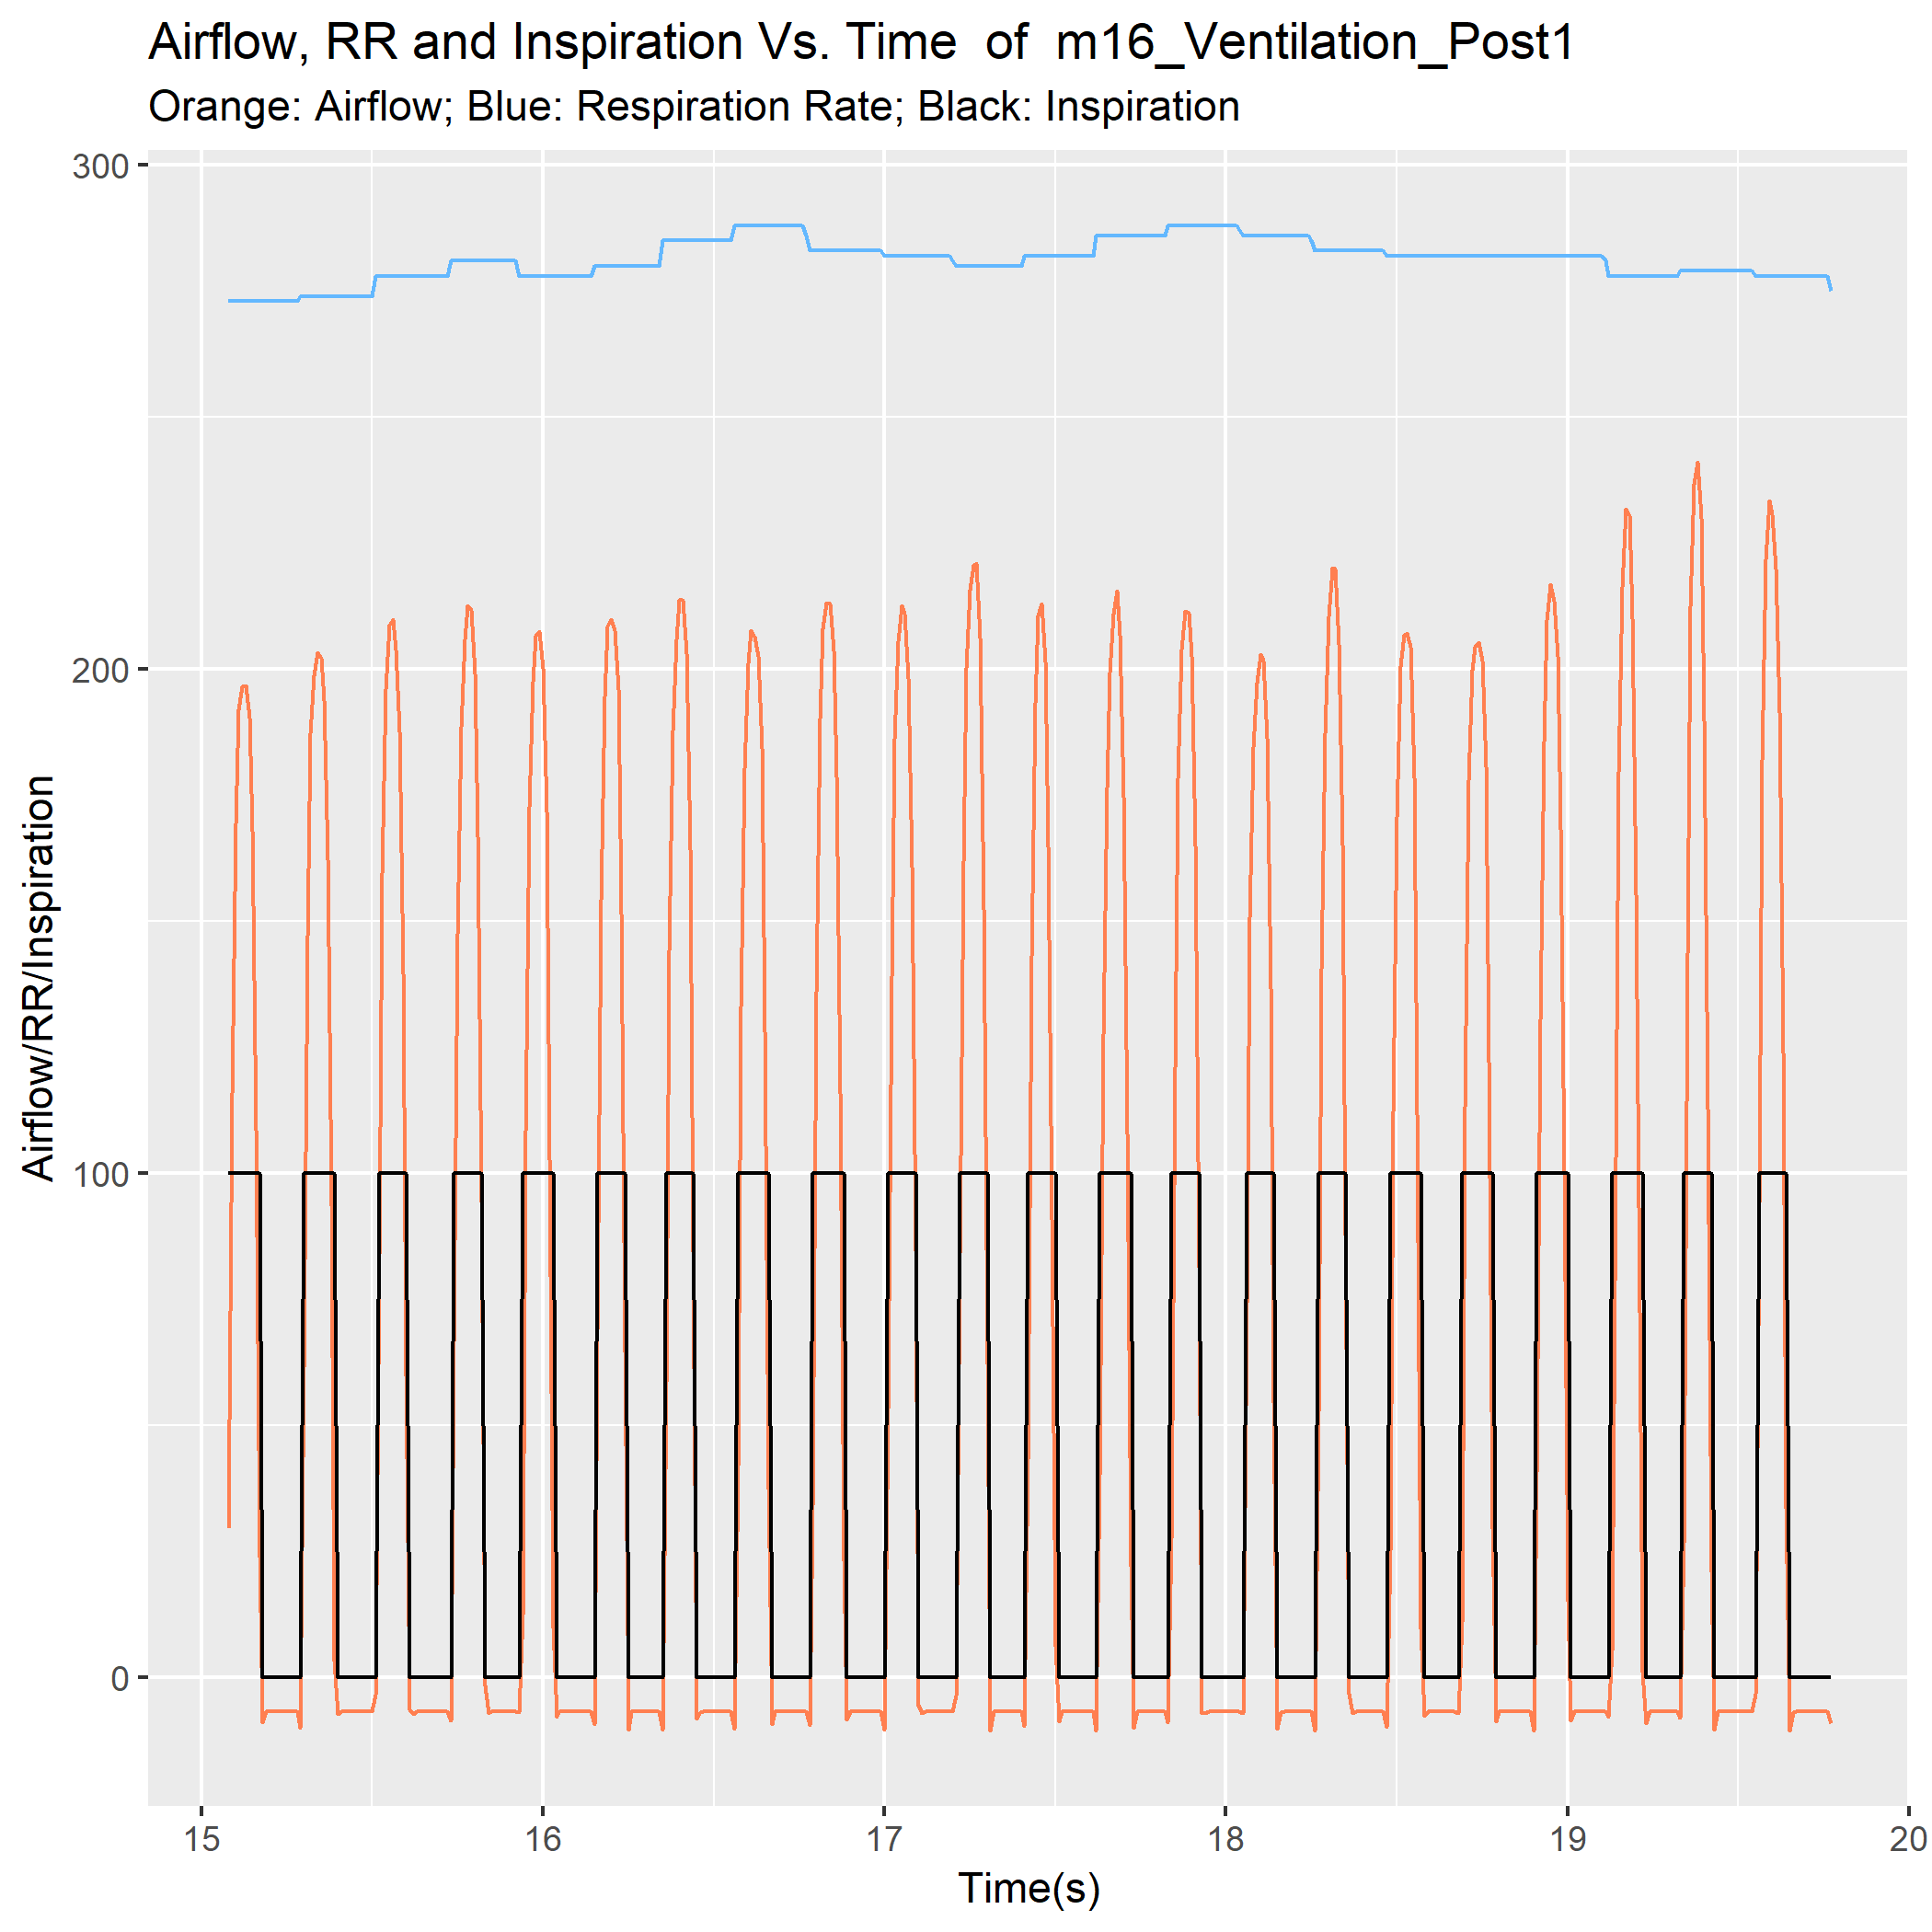 Airflow, RR and Inspiration Vs. Time  of  m16_Ventilation_Post1
Orange: Airflow; Blue: Respiration Rate; Black: Inspiration
300
200
100
0
Airflow/RR/Inspiration
15 16 17 18 19 20
Time(s)